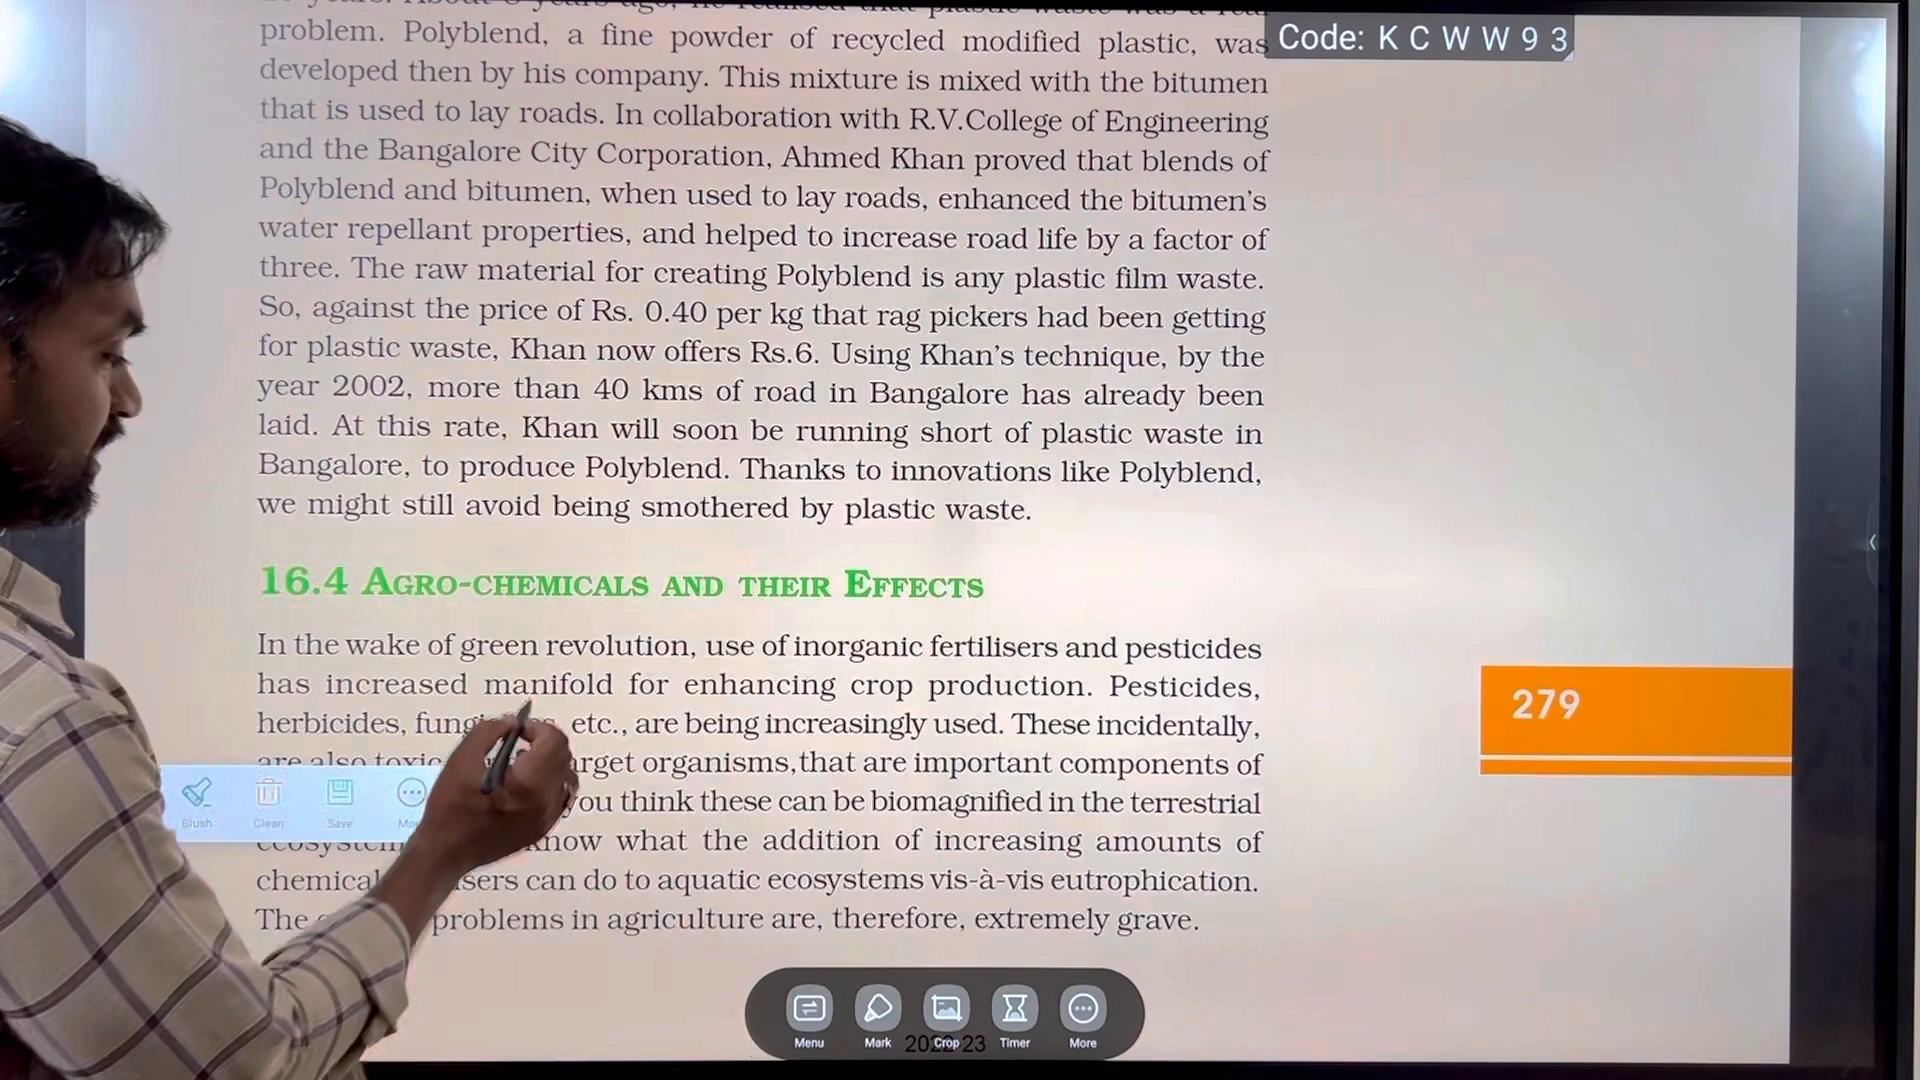 problem. Polyblend, a fine powder of recycled modified plastic, was
Code: K C W W 9 3
developed then by his company. This mixture is mixed with the bitumen
that is used to lay roads. In collaboration with R.V.College of Engineering
and the Bangalore City Corporation, Ahmed Khan proved that blends of
Polyblend and bitumen, when used to lay roads, enhanced the bitumen's
water repellant properties, and helped to increase road life by a factor of
three. The raw material for creating Polyblend is any plastic film waste.
So, against the price of Rs. 0.40 per kg that rag pickers had been getting
for plastic waste, Khan now offers Rs.6. Using Khan's technique, by the
year 2002, more than 40 kms of road in Bangalore has already been
laid. At this rate, Khan will soon be running short of plastic waste in
Bangalore, to produce Polyblend. Thanks to innovations like Polyblend,
we might still avoid being smothered by plastic waste.
16.4 AGRO-CHEMICALS AND THEIR EFFECTS
In the wake of green revolution, use of inorganic fertilisers and pesticides
has increased manifold for enhancing crop production. Pesticides,
279
herbicides, etc., are being increasingly used. These incidentally,
are also toxic organisms,that are important components of
you think these can be biomagnified in the terrestrial
Blush Clean Save
know what the addition of increasing amounts of
can do to aquatic ecosystems vis-à-vis eutrophication.
The problems in agriculture are, therefore, extremely grave.
Menu Mark Crop Timer More